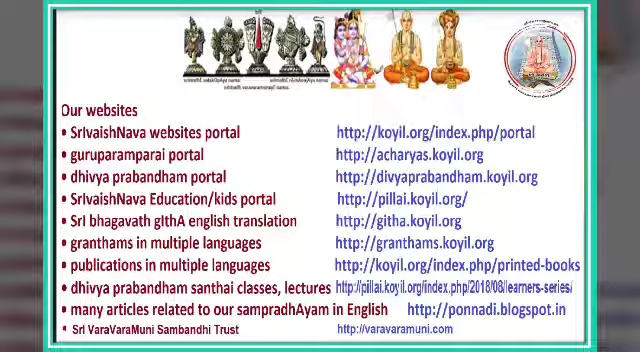 Our websites
• SrIvaishNava websites portal http://koyil.org/index.php/portal
• guruparamparai portal http://acharyas.koyil.org
• dhivya prabandham portal http://divyaprabandham.koyil.org
• SrIvaishNava Education/kids portal http://pillai.koyil.org/
• SrI bhagavath gIthA english translation http://githa.koyil.org
• granthams in multiple languages http://granthams.koyil.org
• publications in multiple languages http://koyil.org/index.php/printed-books
• dhivya prabandham santhai classes, lectures http://pillai.koyil.org/index.php/2018/08/learners-series/
• many articles related to our sampradhAyam in English http://ponnadi.blogspot.in
• SrI VaraVaraMuni Sambandhi Trust http://varavaramuni.com